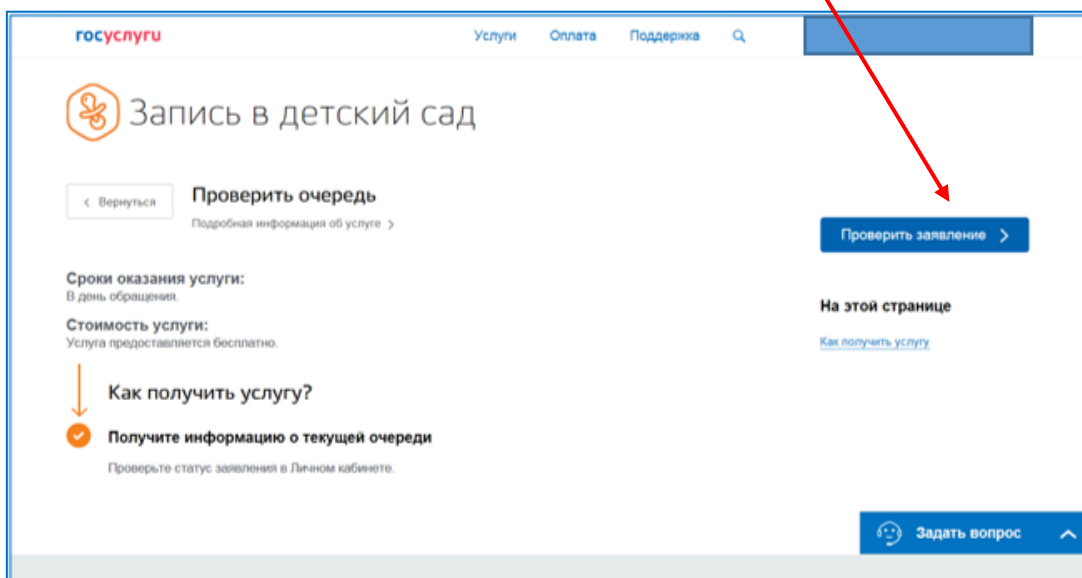 госуслуги
Услуги Оплата Поддержка
Запись в детский сад
Вернуться
Проверить очередь
Подробная информация об услуге
Проверить заявление
Сроки оказания услуги:
В день обращения.
Стоимость услуги:
Услуга предоставляется бесплатно.
На этой странице
Как получить услугу
Как получить услугу?
Получите информацию о текущей очереди
Проверьте статус заявления в Личном кабинете.
Задать вопрос